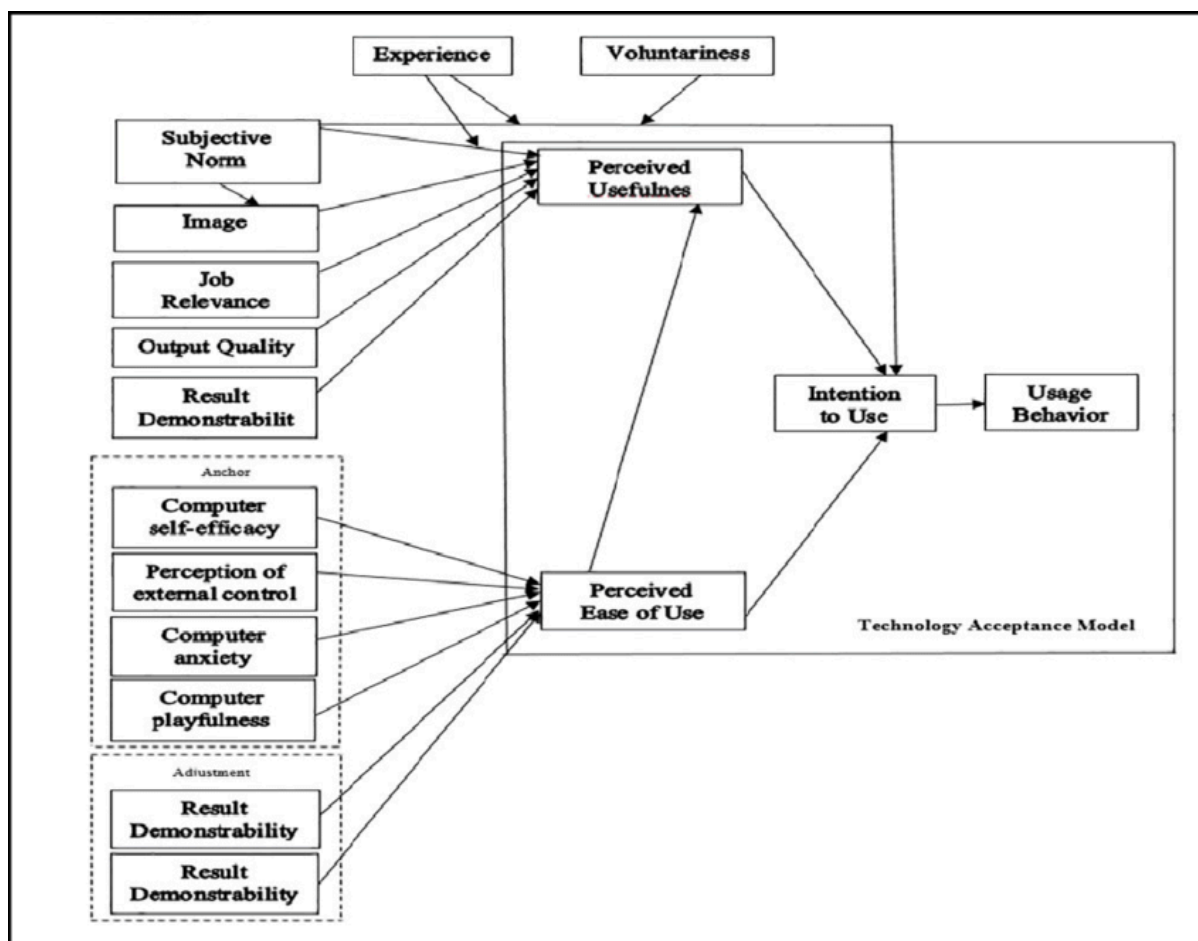 Experience
Voluntariness
Subjective
Norm
Perceived
Usefulnes
Image
Job
Relevance
Output Quality
Result
Demonstrabilit
Intention
to Use
Usage
Behavior
Anchor
Computer
self-efficacy
Perception of
external control
Computer
anxiety
Computer
playfulness
Perceived
Ease of Use
Technology Acceptance Model
Adjustment
Result
Demonstrability
Result
Demonstrability